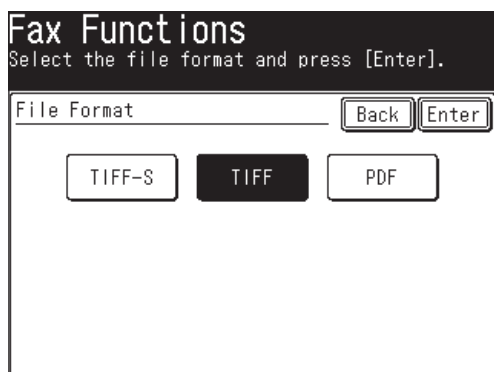 Fax Functions
Select the file format and press [Enter].
File Format Back Enter
TIFF-S TIFF PDF